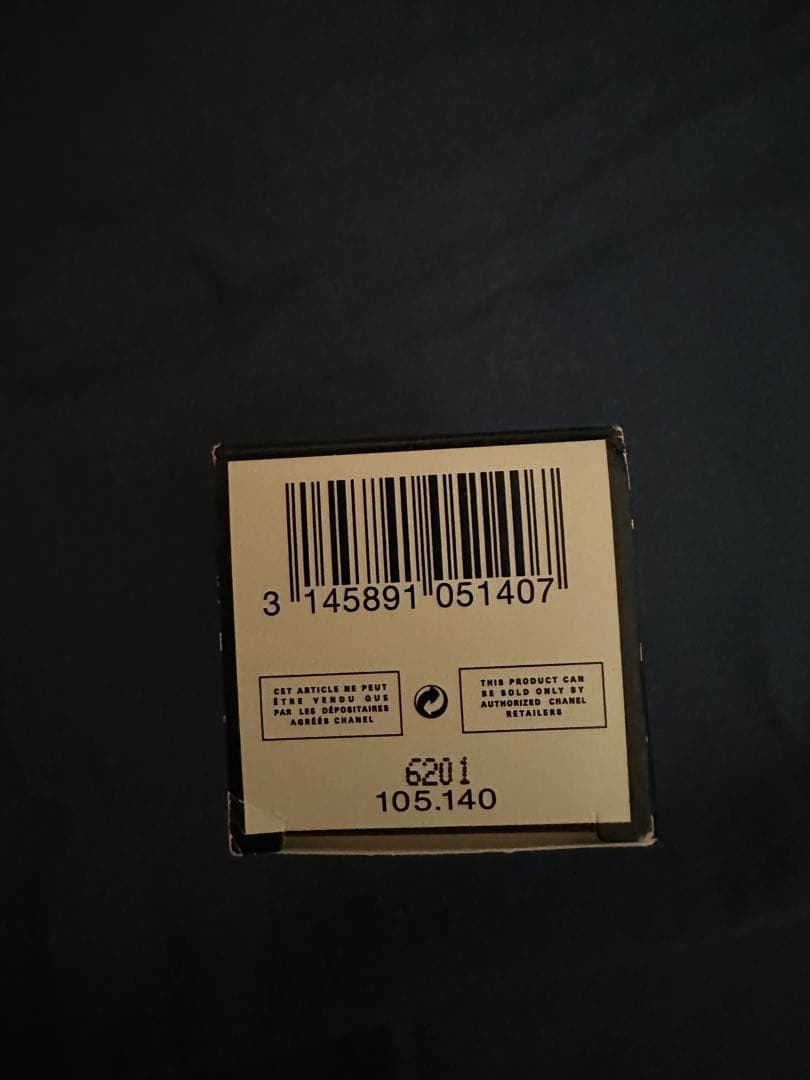 3 145891 051407
CET ARTICLE NE PEUT
ÊTRE VENDU QUE
PAR LES DÉPOSITAIRES
AGRÉÉS CHANEL
THIS PRODUCT CAN
BE SOLD ONLY BY
AUTHORIZED CHANEL
RETAILERS
6201
105.140